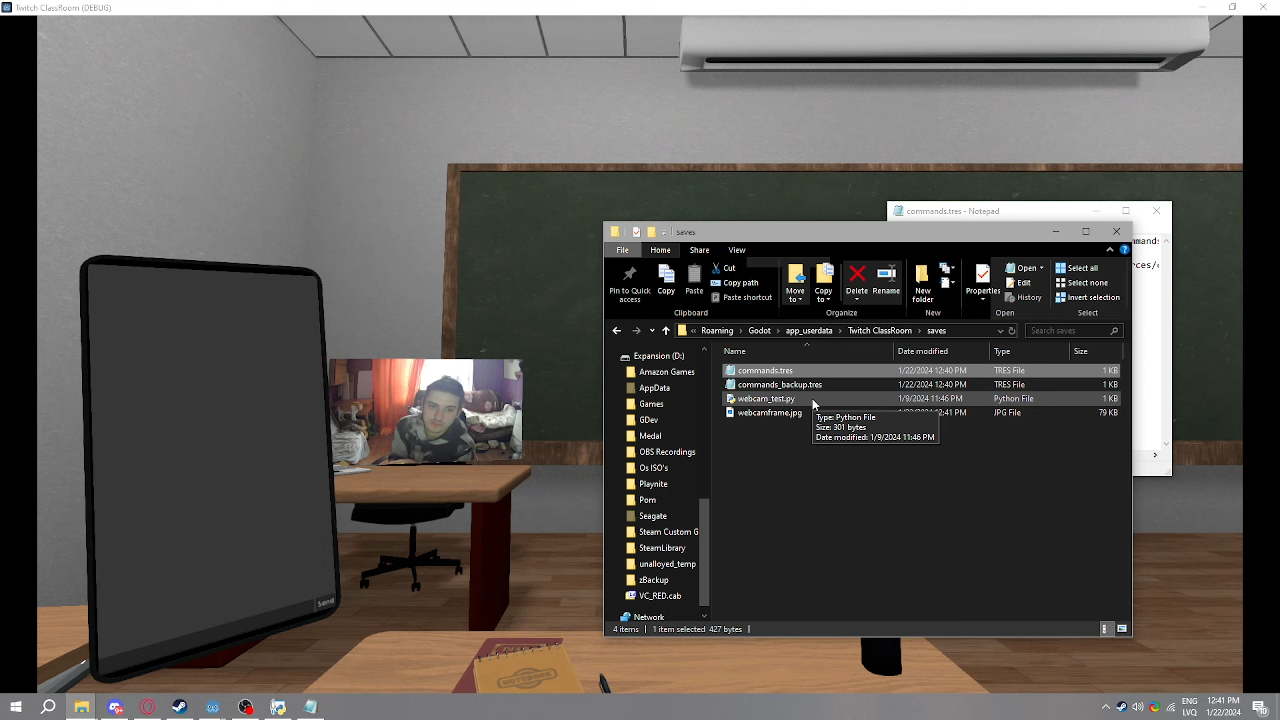 Twitch ClassRoom (DEBUG)
commands.tres - Notepad
saves
File Home Share View
Pin to Quick access
Copy
Paste
Cut
Copy path
Paste shortcut
Move to
Copy to
Delete
Rename
New folder
Properties
Open
Edit
History
Select all
Select none
Invert selection
Clipboard Organize New Open Select
« Roaming > Godot > app_userdata > Twitch ClassRoom > saves
Search saves
Name Date modified Type Size
commands.tres 1/22/2024 12:40 PM TRES File 1 KB
commands_backup.tres 1/22/2024 12:40 PM TRES File 1 KB
webcam_test.py 1/9/2024 11:46 PM Python File 1 KB
webcamframe.jpg :41 PM JPG File 79 KB
Type: Python File
Size: 301 bytes
Date modified: 1/9/2024 11:46 PM
Expansion (D:)
Amazon Games
AppData
Games
GDev
Medal
OBS Recordings
Os ISO's
Playnite
Porn
Seagate
Steam Custom G
SteamLibrary
unalloyed_temp
zBackup
VC_RED.cab
Network
4 items 1 item selected 427 bytes
Send
NOTEBOOK
ENG
LVQ
12:41 PM
1/22/2024